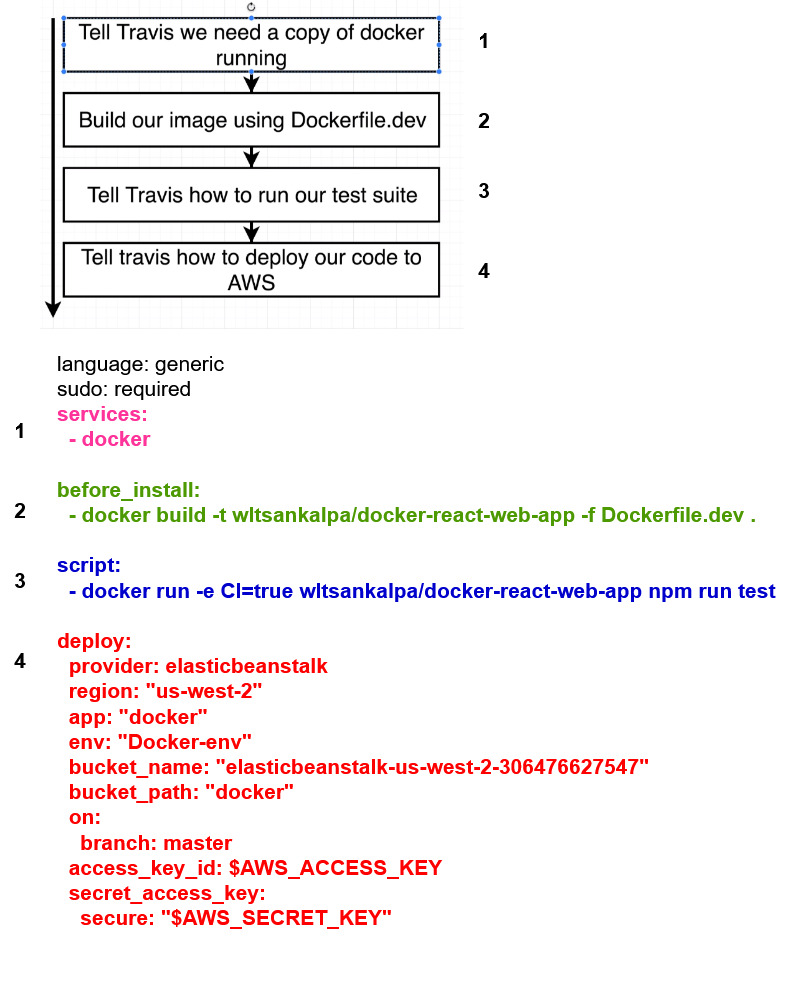 Tell Travis we need a copy of docker
running
1
Build our image using Dockerfile.dev
2
Tell Travis how to run our test suite
3
Tell travis how to deploy our code to
AWS
4
language: generic
sudo: required
services:
1
- docker
before_install:
2
- docker build -t wltsankalpa/docker-react-web-app -f Dockerfile.dev .
script:
3
- docker run -e CI=true wltsankalpa/docker-react-web-app npm run test
deploy:
4
provider: elasticbeanstalk
region: "us-west-2"
app: "docker"
env: "Docker-env"
bucket_name: "elasticbeanstalk-us-west-2-306476627547"
bucket_path: "docker"
on:
branch: master
access_key_id: $AWS_ACCESS_KEY
secret_access_key:
secure: "$AWS_SECRET_KEY"